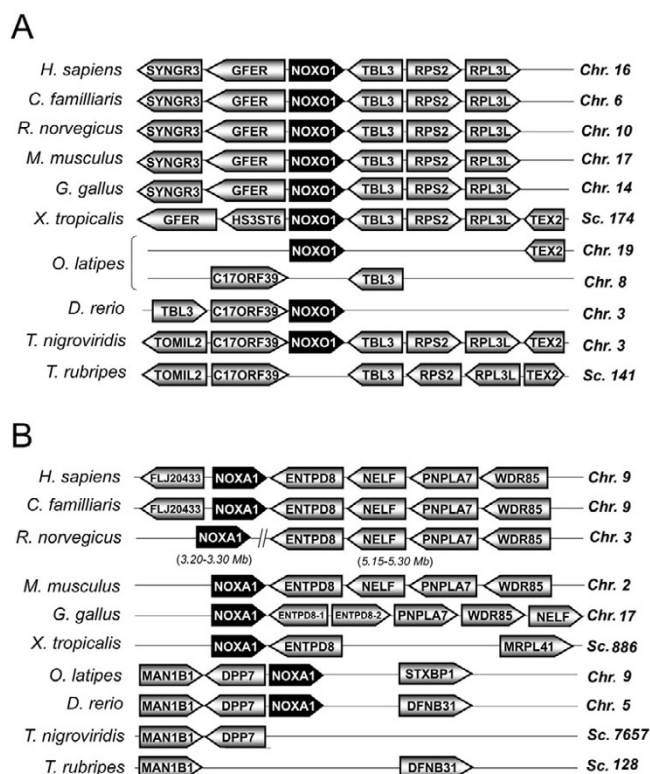 A
H. sapiens SYNGR3 GFER NOXO1 TBL3 RPS2 RPL3L Chr. 16
C. familliaris SYNGR3 GFER NOXO1 TBL3 RPS2 RPL3L Chr. 6
R. norvegicus SYNGR3 GFER NOXO1 TBL3 RPS2 RPL3L Chr. 10
M. musculus SYNGR3 GFER NOXO1 TBL3 RPS2 RPL3L Chr. 17
G. gallus SYNGR3 GFER NOXO1 TBL3 RPS2 RPL3L Chr. 14
X. tropicalis GFER HS3ST6 NOXO1 TBL3 RPS2 RPL3L TEX2 Sc. 174
NOXO1 TEX2 Chr. 19
O. latipes
C17ORF39 TBL3 Chr. 8
D. rerio TBL3 C17ORF39 NOXO1 Chr. 3
T. nigroviridis TOMIL2 C17ORF39 NOXO1 TBL3 RPS2 RPL3L TEX2 Chr. 3
T. rubripes TOMIL2 C17ORF39 TBL3 RPS2 RPL3L TEX2 Sc. 141
B
H. sapiens FLJ20433 NOXA1 ENTPD8 NELF PNPLA7 WDR85 Chr. 9
C. familliaris FLJ20433 NOXA1 ENTPD8 NELF PNPLA7 WDR85 Chr. 9
R. norvegicus NOXA1 // ENTPD8 NELF PNPLA7 WDR85 Chr. 3
(3.20-3.30 Mb) (5.15-5.30 Mb)
M. musculus NOXA1 ENTPD8 NELF PNPLA7 WDR85 Chr. 2
G. gallus NOXA1 ENTPD8-1 ENTPD8-2 PNPLA7 WDR85 NELF Chr. 17
X. tropicalis NOXA1 ENTPD8 MRPL41 Sc. 886
O. latipes MAN1B1 DPP7 NOXA1 STXBP1 Chr. 9
D. rerio MAN1B1 DPP7 NOXA1 DFNB31 Chr. 5
T. nigroviridis MAN1B1 DPP7 Sc. 7657
T. rubripes MAN1B1 DFNB31 Sc. 128